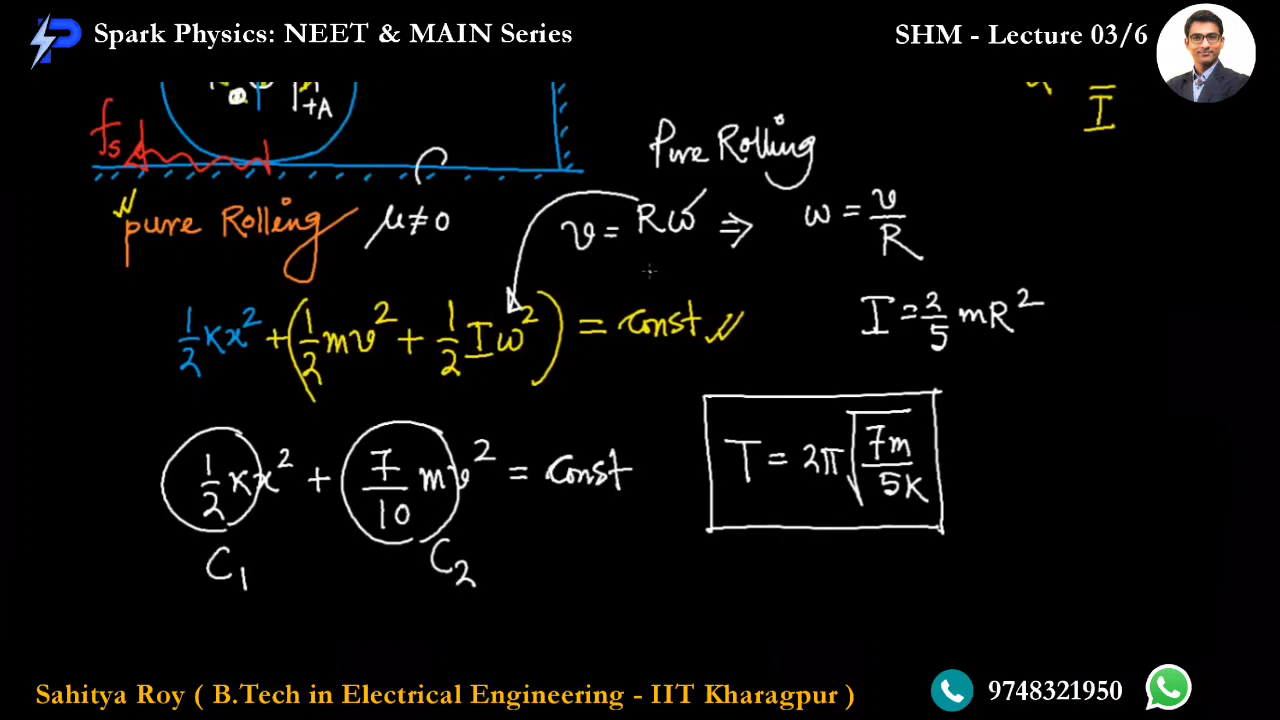 Spark Physics: NEET & MAIN Series
SHM - Lecture 03/6
+A
I
fs
Pure Rolling
pure Rolling μ≠0
v = Rω ⇒ ω = v/R
1/2 kx² + (1/2 mv² + 1/2 Iω²) = const
I = 2/5 mR²
1/2 kx² + 7/10 mv² = const
T = 2π√(7m/5k)
C₁ C₂
Sahitya Roy ( B.Tech in Electrical Engineering - IIT Kharagpur )
9748321950